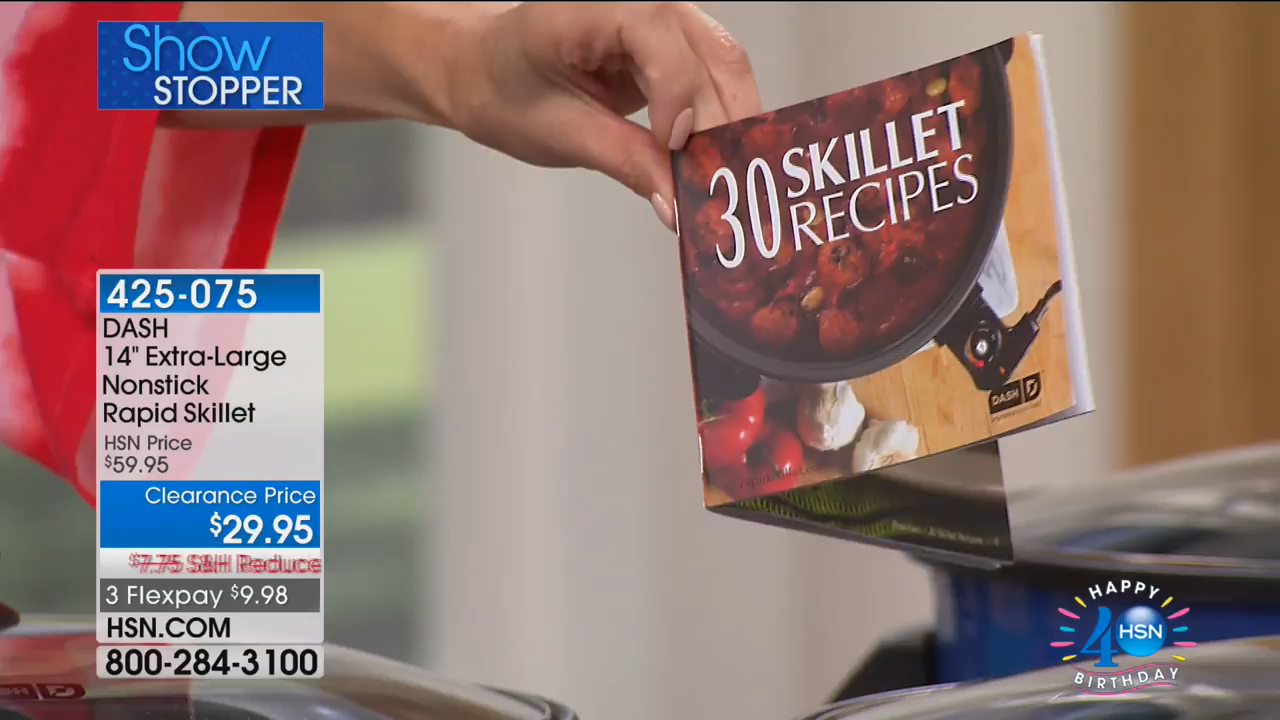 Show
STOPPER
425-075
DASH
14" Extra-Large
Nonstick
Rapid Skillet
HSN Price
$59.95
Clearance Price
$29.95
$7.75 S&H Reduce
3 Flexpay $9.98
HSN.COM
800-284-3100
30 SKILLET
RECIPES
DASH
HAPPY
40
HSN
BIRTHDAY